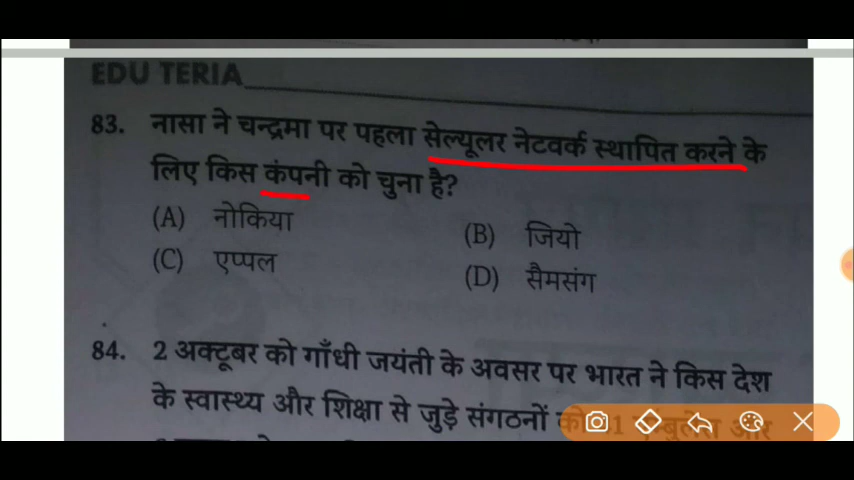 EDU TERIA
83. नासा ने चन्द्रमा पर पहला सेल्यूलर नेटवर्क स्थापित करने के
लिए किस कंपनी को चुना है?
(A) नोकिया
(B) जियो
(C) एप्पल
(D) सैमसंग
84. 2 अक्टूबर को गाँधी जयंती के अवसर पर भारत ने किस देश
के स्वास्थ्य और शिक्षा से जुड़े संगठनों को